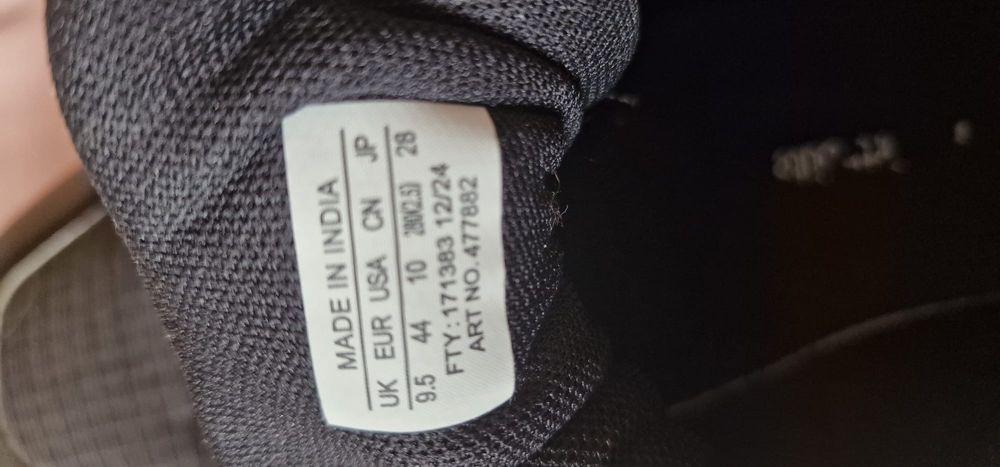 MADE IN INDIA
UK EUR USA CN JP
9.5 44 10 280(2.5) 28
FTY: 171383 12/24
ART NO. 477882